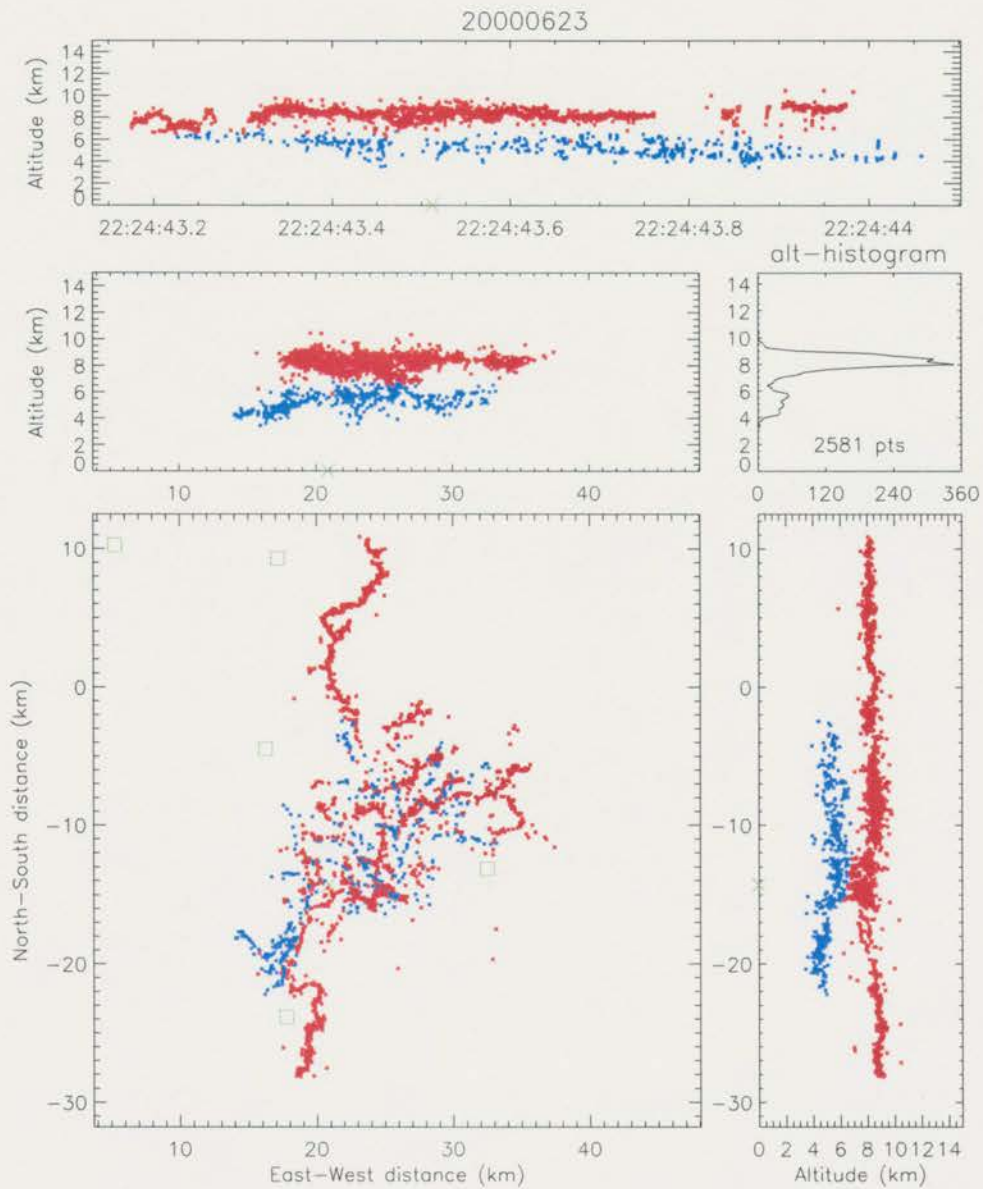 20000623
Altitude (km)
14
12
10
8
6
4
2
0
22:24:43.2 22:24:43.4 22:24:43.6 22:24:43.8 22:24:44
alt-histogram
Altitude (km)
14
12
10
8
6
4
2
0
10 20 30 40
14
12
10
8
6
4
2
0
2581 pts
0 120 240 360
North-South distance (km)
10
0
-10
-20
-30
10 20 30 40
East-West distance (km)
10
0
-10
-20
-30
0 2 4 6 8 10 12 14
Altitude (km)